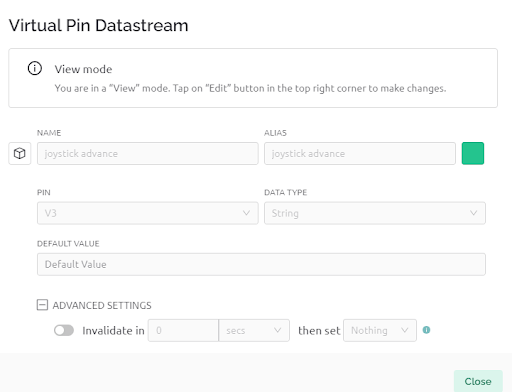 Virtual Pin Datastream
View mode
You are in a "View" mode. Tap on "Edit" button in the top right corner to make changes.
NAME ALIAS
joystick advance joystick advance
PIN DATA TYPE
V3 String
DEFAULT VALUE
Default Value
ADVANCED SETTINGS
Invalidate in 0 secs then set Nothing
Close